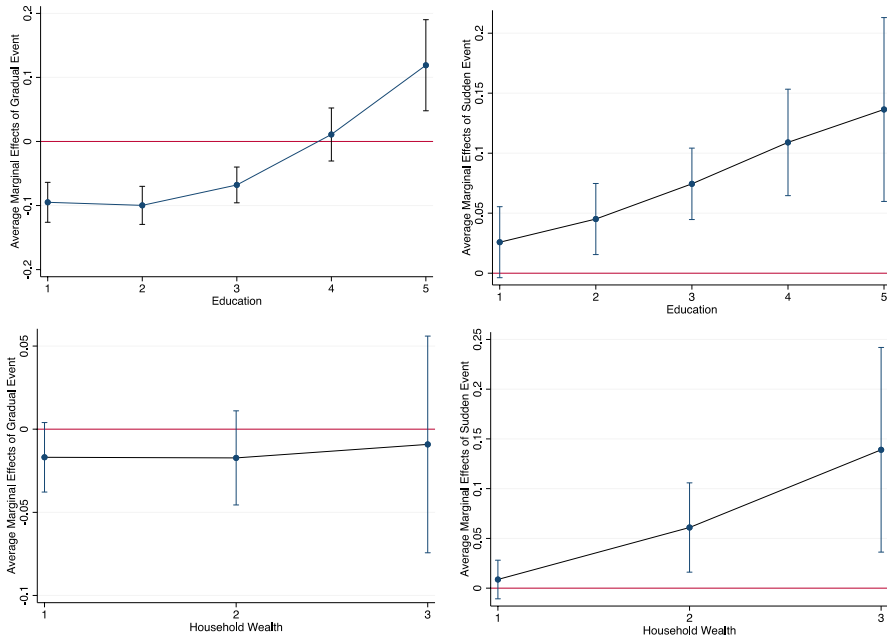 Average Marginal Effects of Gradual Event
0.2
0.1
0
-0.1
-0.2
1 2 3 4 5
Education
Average Marginal Effects of Sudden Event
0.2
0.15
0.1
0.05
0
1 2 3 4 5
Education
Average Marginal Effects of Gradual Event
0.05
0
-0.05
-0.1
1 2 3
Household Wealth
Average Marginal Effects of Sudden Event
0.25
0.2
0.15
0.1
0.05
0
1 2 3
Household Wealth